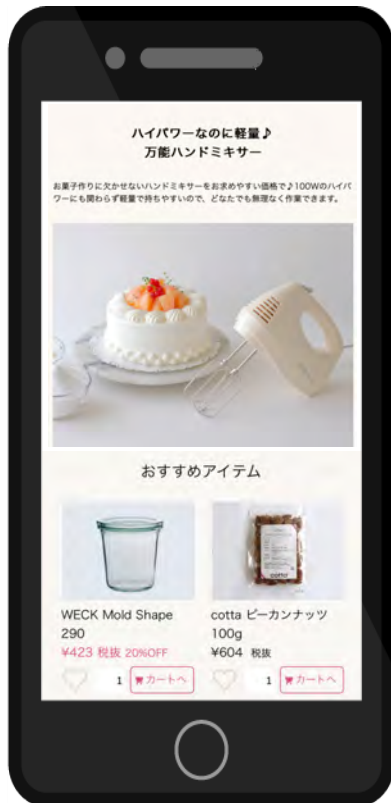 ハイパワーなのに軽量♪
万能ハンドミキサー
お菓子作りに欠かせないハンドミキサーをお求めやすい価格で♪100Wのハイパ
ワーにも関わらず軽量で持ちやすいので、どなたでも無理なく作業できます。
おすすめアイテム
WECK Mold Shape
290
¥423 税抜 20%OFF
1 カートへ
cotta ピーカンナッツ
100g
¥604 税抜
1 カートへ
cotta